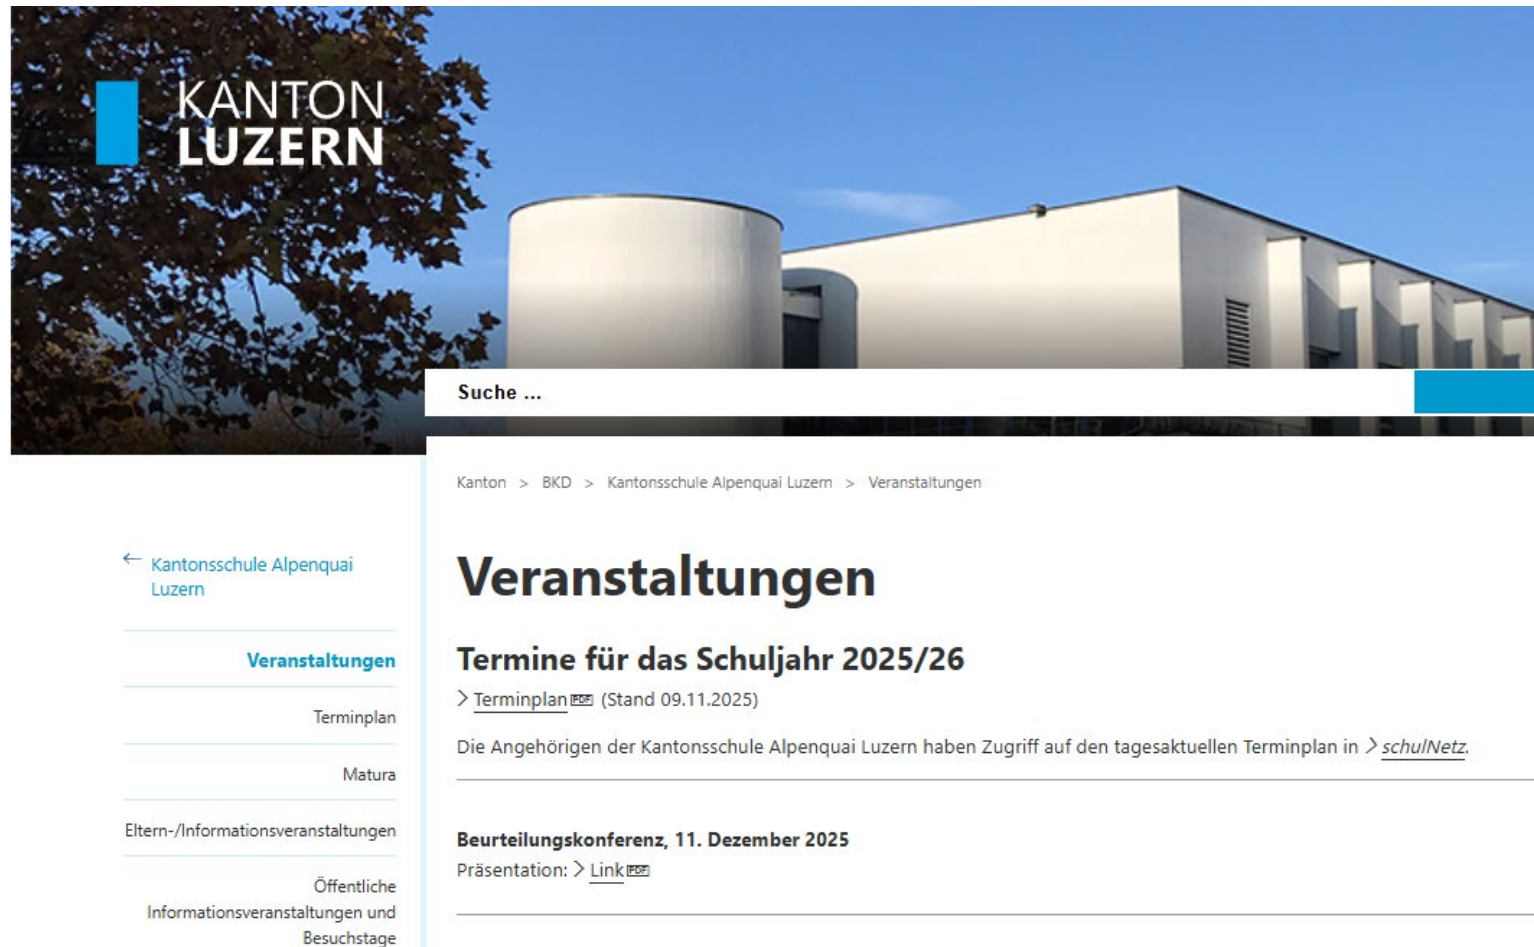 KANTON
LUZERN
Suche ...
Kanton > BKD > Kantonsschule Alpenquai Luzern > Veranstaltungen
← Kantonsschule Alpenquai
Luzern
Veranstaltungen
Terminplan
Matura
Eltern-/Informationsveranstaltungen
Öffentliche
Informationsveranstaltungen und
Besuchstage
Veranstaltungen
Termine für das Schuljahr 2025/26
> Terminplan PDF (Stand 09.11.2025)
Die Angehörigen der Kantonsschule Alpenquai Luzern haben Zugriff auf den tagesaktuellen Terminplan in > schulNetz.
Beurteilungskonferenz, 11. Dezember 2025
Präsentation: > Link PDF